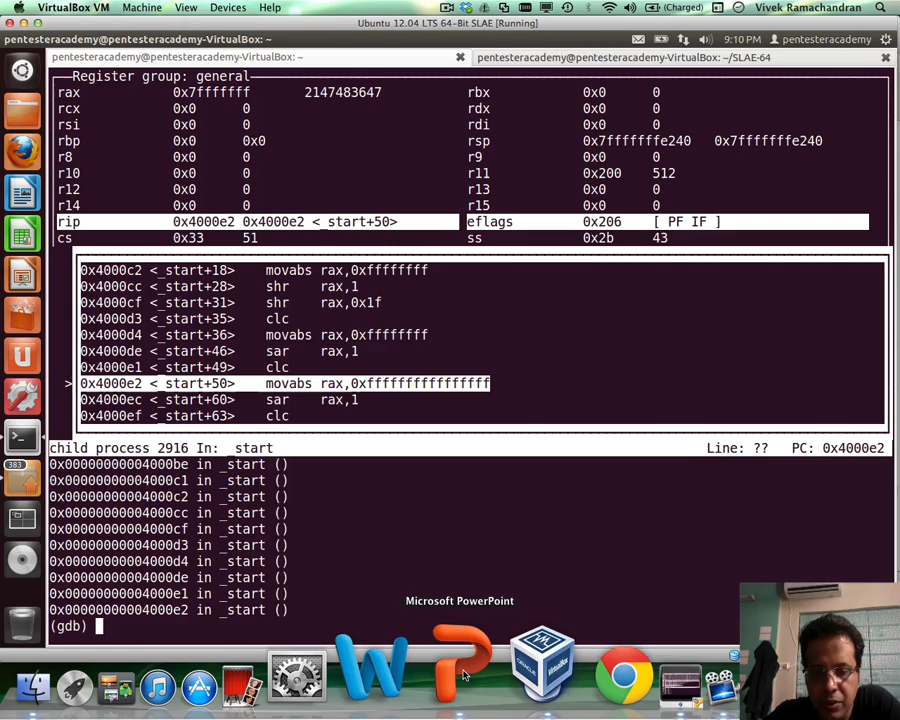 VirtualBox VM Machine View Devices Help (Charged) Vivek Ramachandran
Ubuntu 12.04 LTS 64-Bit SLAE [Running]
pentesteracademy@pentesteracademy-VirtualBox: ~ 9:10 PM pentesteracademy
pentesteracademy@pentesteracademy-VirtualBox: ~ pentesteracademy@pentesteracademy-VirtualBox: ~/SLAE-64
Register group: general
rax 0x7fffffff 2147483647 rbx 0x0 0
rcx 0x0 0 rdx 0x0 0
rsi 0x0 0 rdi 0x0 0
rbp 0x0 0x0 rsp 0x7fffffffe240 0x7fffffffe240
r8 0x0 0 r9 0x0 0
r10 0x0 0 r11 0x200 512
r12 0x0 0 r13 0x0 0
r14 0x0 0 r15 0x0 0
rip 0x4000e2 0x4000e2 <_start+50> eflags 0x206 [ PF IF ]
cs 0x33 51 ss 0x2b 43
0x4000c2 <_start+18> movabs rax,0xffffffff
0x4000cc <_start+28> shr rax,1
0x4000cf <_start+31> shr rax,0x1f
0x4000d3 <_start+35> clc
0x4000d4 <_start+36> movabs rax,0xffffffff
0x4000de <_start+46> sar rax,1
0x4000e1 <_start+49> clc
> 0x4000e2 <_start+50> movabs rax,0xffffffffffffffff
0x4000ec <_start+60> sar rax,1
0x4000ef <_start+63> clc
child process 2916 In: _start Line: ?? PC: 0x4000e2
0x00000000004000be in _start ()
0x00000000004000c1 in _start ()
0x00000000004000c2 in _start ()
0x00000000004000cc in _start ()
0x00000000004000cf in _start ()
0x00000000004000d3 in _start ()
0x00000000004000d4 in _start ()
0x00000000004000de in _start ()
0x00000000004000e1 in _start ()
0x00000000004000e2 in _start ()
(gdb)
383
Microsoft PowerPoint
VirtualBox